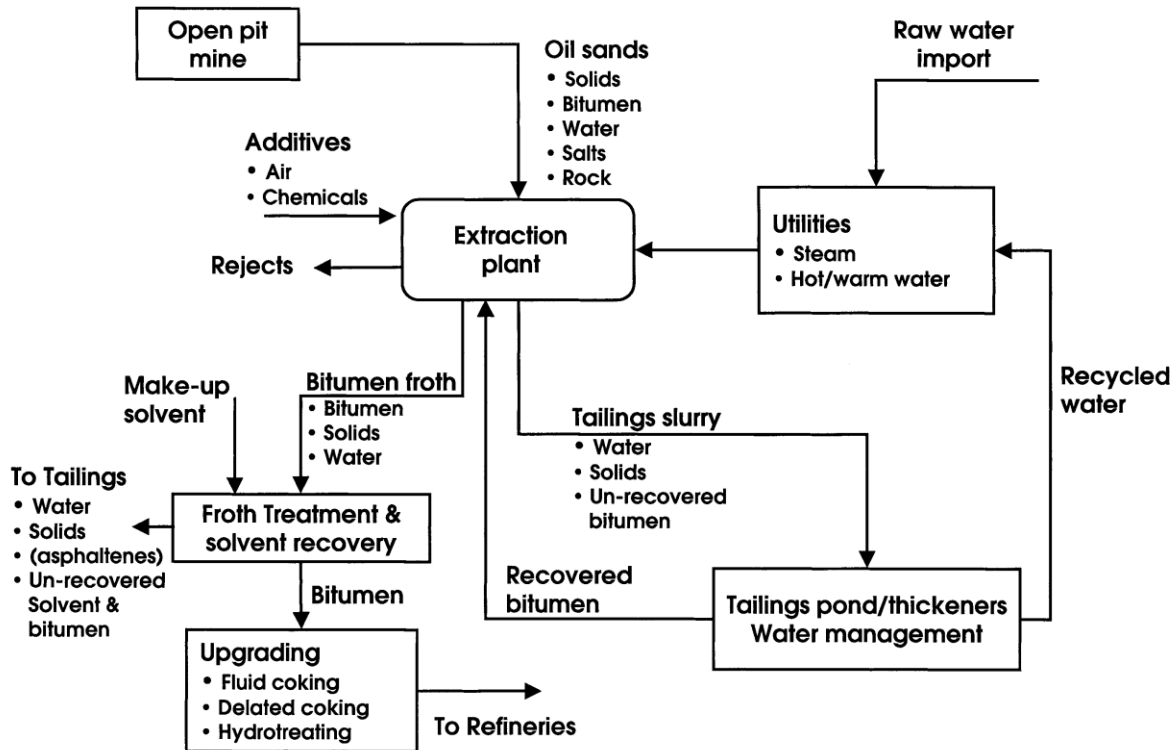 Open pit
mine
Oil sands
• Solids
• Bitumen
• Water
• Salts
• Rock
Raw water
import
Additives
• Air
• Chemicals
Extraction
plant
Utilities
• Steam
• Hot/warm water
Rejects
Make-up
solvent
Bitumen froth
• Bitumen
• Solids
• Water
Tailings slurry
• Water
• Solids
• Un-recovered
bitumen
Recycled
water
To Tailings
• Water
• Solids
• (asphaltenes)
• Un-recovered
Solvent &
bitumen
Froth Treatment &
solvent recovery
Recovered
bitumen
Tailings pond/thickeners
Water management
Bitumen
Upgrading
• Fluid coking
• Delated coking
• Hydrotreating
To Refineries